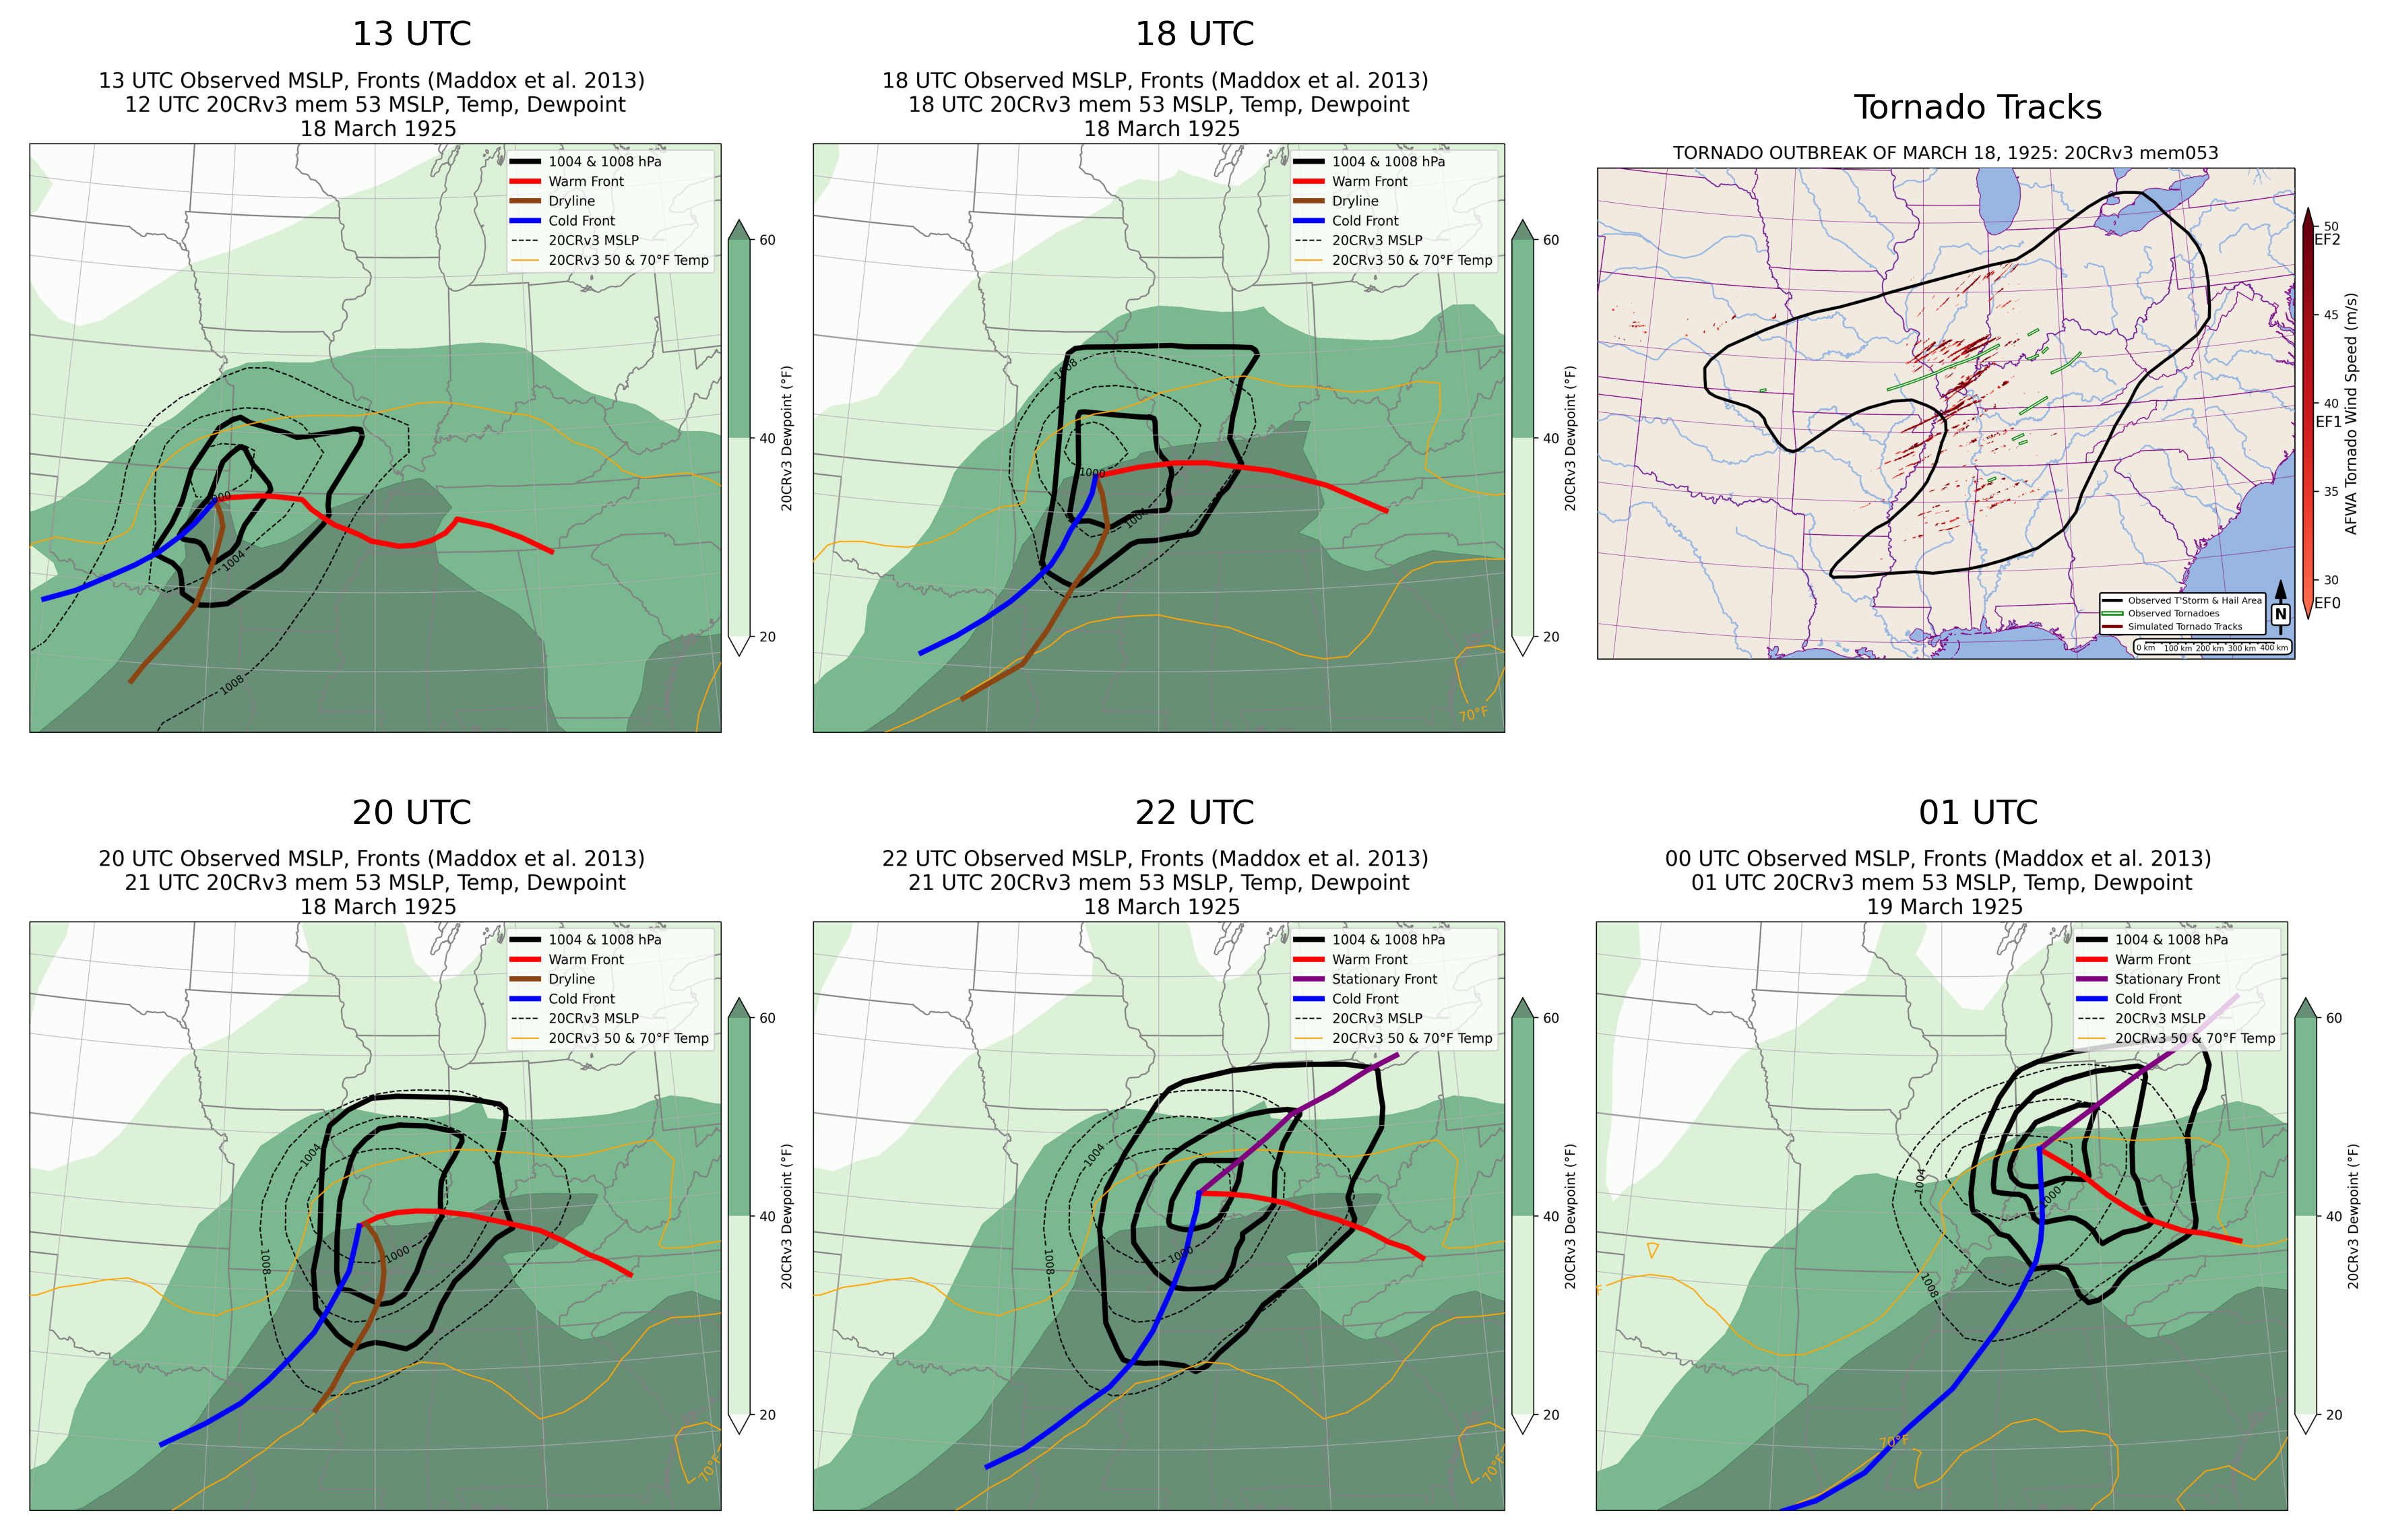 13 UTC
13 UTC Observed MSLP, Fronts (Maddox et al. 2013)
12 UTC 20CRv3 mem 53 MSLP, Temp, Dewpoint
18 March 1925
1004 & 1008 hPa
Warm Front
Dryline
Cold Front
20CRv3 MSLP
20CRv3 50 & 70°F Temp
1000
1004
1008
60
40
20
20CRv3 Dewpoint (°F)
18 UTC
18 UTC Observed MSLP, Fronts (Maddox et al. 2013)
18 UTC 20CRv3 mem 53 MSLP, Temp, Dewpoint
18 March 1925
1004 & 1008 hPa
Warm Front
Dryline
Cold Front
20CRv3 MSLP
20CRv3 50 & 70°F Temp
1008
1000
1004
70°F
60
40
20
20CRv3 Dewpoint (°F)
Tornado Tracks
TORNADO OUTBREAK OF MARCH 18, 1925: 20CRv3 mem053
Observed T'Storm & Hail Area
Observed Tornadoes
Simulated Tornado Tracks
N
0 km 100 km 200 km 300 km 400 km
50
EF2
45
40
EF1
35
30
EF0
AFWA Tornado Wind Speed (m/s)
20 UTC
20 UTC Observed MSLP, Fronts (Maddox et al. 2013)
21 UTC 20CRv3 mem 53 MSLP, Temp, Dewpoint
18 March 1925
1004 & 1008 hPa
Warm Front
Dryline
Cold Front
20CRv3 MSLP
20CRv3 50 & 70°F Temp
1004
1008
1000
70°F
60
40
20
20CRv3 Dewpoint (°F)
22 UTC
22 UTC Observed MSLP, Fronts (Maddox et al. 2013)
21 UTC 20CRv3 mem 53 MSLP, Temp, Dewpoint
18 March 1925
1004 & 1008 hPa
Warm Front
Stationary Front
Cold Front
20CRv3 MSLP
20CRv3 50 & 70°F Temp
1004
1008
1000
70°F
60
40
20
20CRv3 Dewpoint (°F)
01 UTC
00 UTC Observed MSLP, Fronts (Maddox et al. 2013)
01 UTC 20CRv3 mem 53 MSLP, Temp, Dewpoint
19 March 1925
1004 & 1008 hPa
Warm Front
Stationary Front
Cold Front
20CRv3 MSLP
20CRv3 50 & 70°F Temp
1004
1000
1008
70°F
60
40
20
20CRv3 Dewpoint (°F)